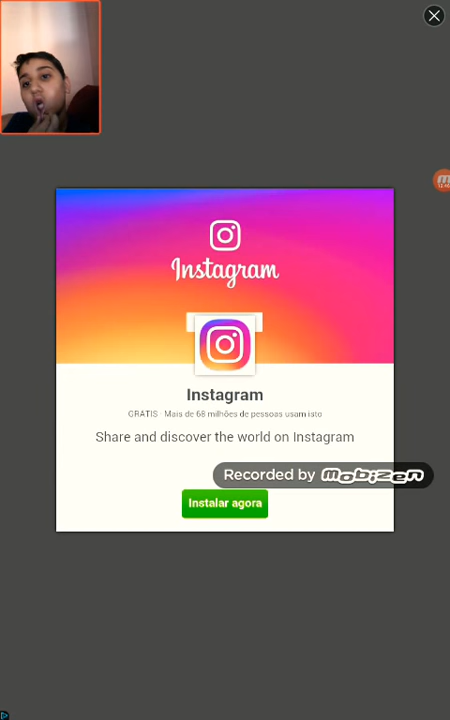 Instagram
Instagram
GRÁTIS · Mais de 68 milhões de pessoas usam isto
Share and discover the world on Instagram
Recorded by mobizen
Instalar agora